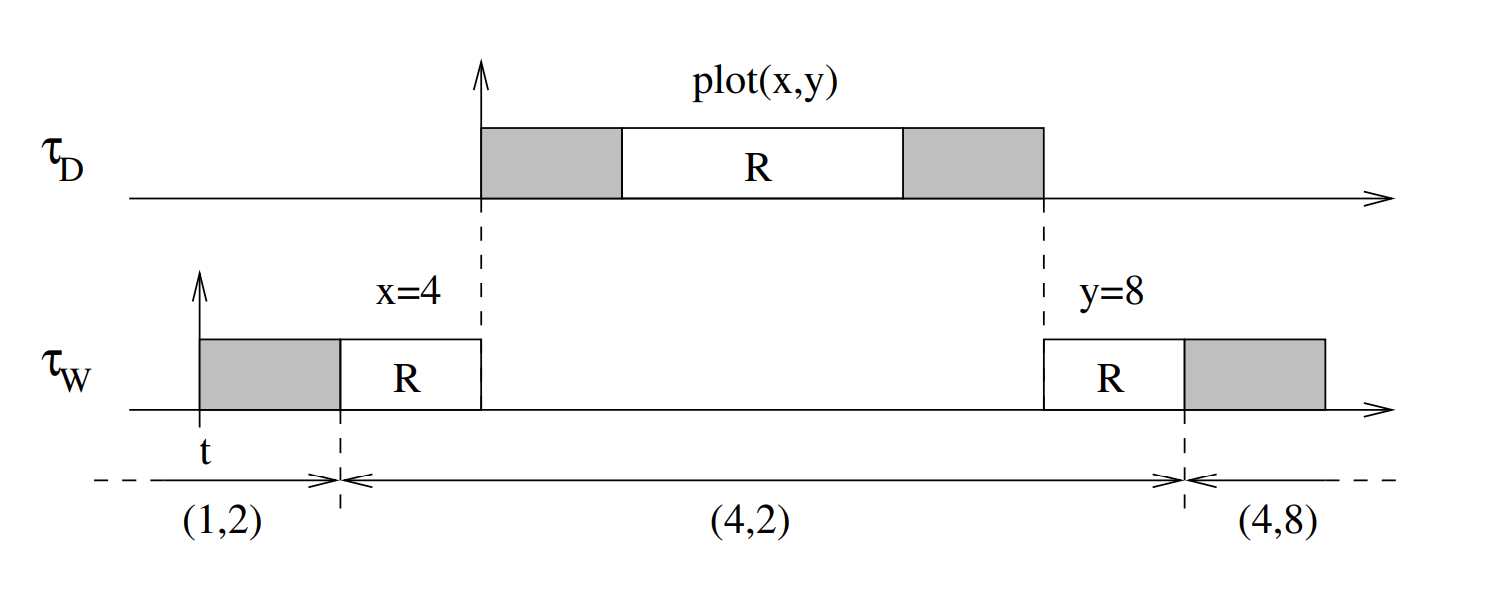 plot(x,y)
τD
R
x=4
y=8
τW
R
R
t
(1,2)
(4,2)
(4,8)